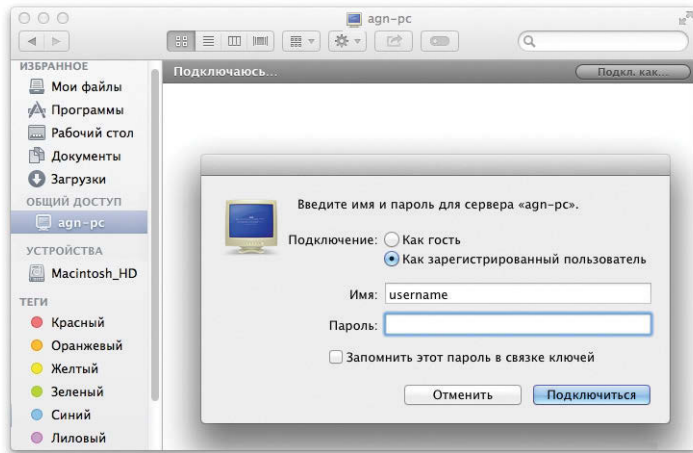 agn-pc
ИЗБРАННОЕ
Мои файлы
Программы
Рабочий стол
Документы
Загрузки
ОБЩИЙ ДОСТУП
agn-pc
УСТРОЙСТВА
Macintosh_HD
ТЕГИ
Красный
Оранжевый
Желтый
Зеленый
Синий
Лиловый
Подключаюсь...
Подкл. как...
Введите имя и пароль для сервера «agn-pc».
Подключение: Как гость
Как зарегистрированный пользователь
Имя: username
Пароль:
Запомнить этот пароль в связке ключей
Отменить Подключиться